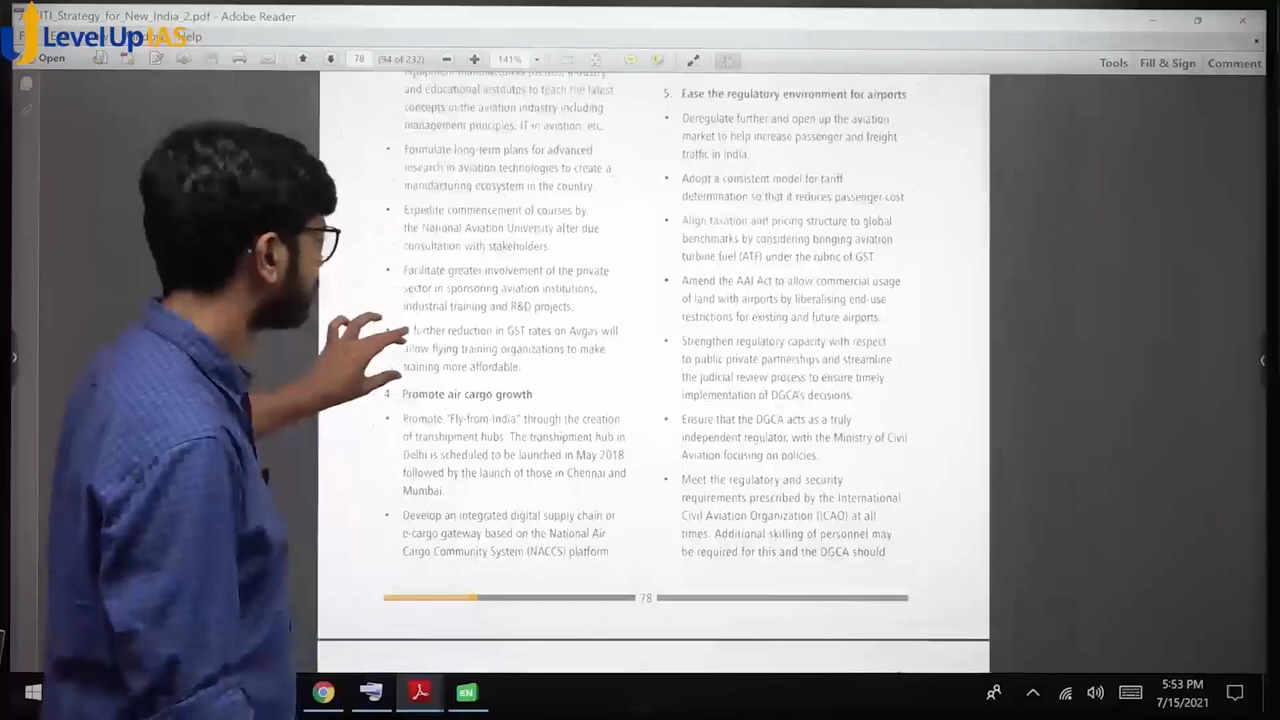 NITI_Strategy_for_New_India_2.pdf - Adobe Reader
LevelUp IAS
Help
Open
78
(94 of 232)
141%
Tools
Fill & Sign
Comment
and educational institutes to teach the latest
concepts in the aviation industry including
management principles, IT in aviation, etc.
• Formulate long-term plans for advanced
research in aviation technologies to create a
manufacturing ecosystem in the country
• Expedite commencement of courses by
the National Aviation University after due
consultation with stakeholders
• Facilitate greater involvement of the private
sector in sponsoring aviation institutions,
industrial training and R&D projects.
further reduction in GST rates on Avgas will
allow flying training organizations to make
training more affordable.
4 Promote air cargo growth
• Promote "Fly-from-India" through the creation
of transhipment hubs. The transhipment hub in
Delhi is scheduled to be launched in May 2018
followed by the launch of those in Chennai and
Mumbai.
• Develop an integrated digital supply chain or
e-cargo gateway based on the National Air
Cargo Community System (NACCS) platform
5. Ease the regulatory environment for airports
• Deregulate further and open up the aviation
market to help increase passenger and freight
traffic in India
• Adopt a consistent model for tariff
determination so that it reduces passenger cost
• Align taxation and pricing structure to global
benchmarks by considering bringing aviation
turbine fuel (ATF) under the rubric of GST.
• Amend the AAI Act to allow commercial usage
of land with airports by liberalising end-use
restrictions for existing and future airports.
• Strengthen regulatory capacity with respect
to public private partnerships and streamline
the judicial review process to ensure timely
implementation of DGCA's decisions.
• Ensure that the DGCA acts as a truly
independent regulator, with the Ministry of Civil
Aviation focusing on policies.
• Meet the regulatory and security
requirements prescribed by the International
Civil Aviation Organization (ICAO) at all
times. Additional skilling of personnel may
be required for this and the DGCA should
78
EN
5:53 PM
7/15/2021